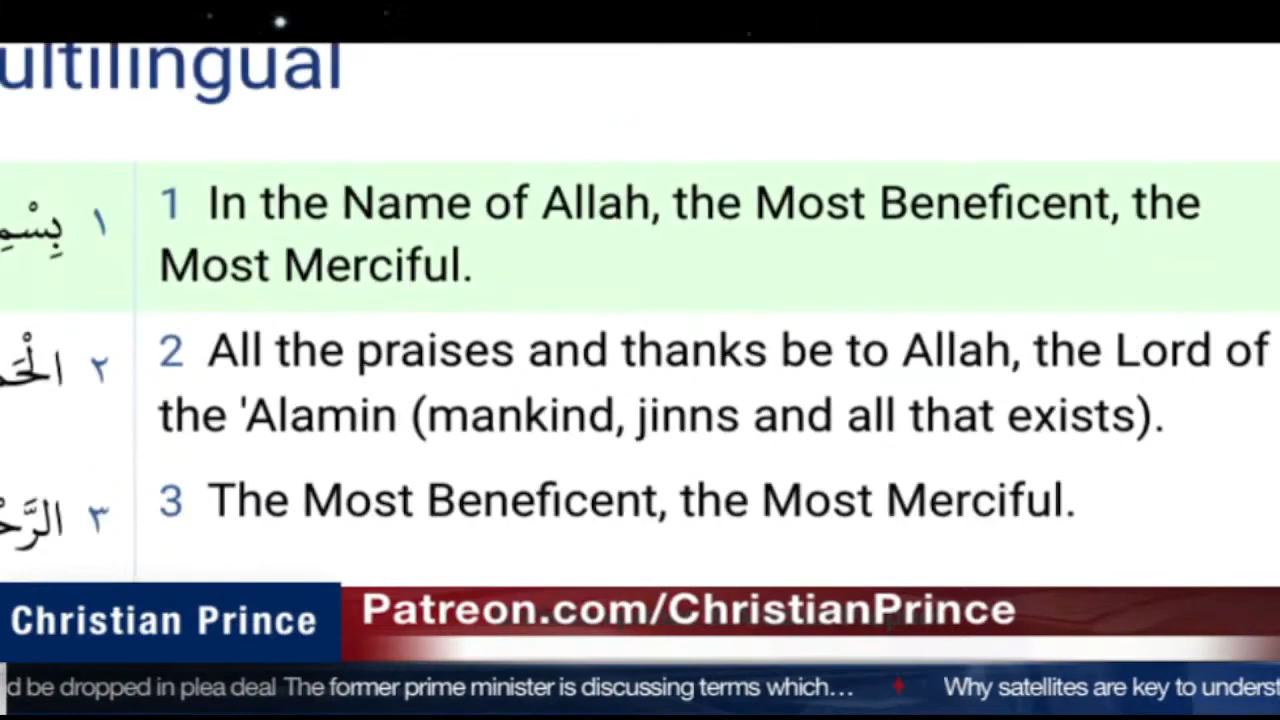 ultilingual
بِسْمِ ١ 1 In the Name of Allah, the Most Beneficent, the
Most Merciful.
٢ 2 All the praises and thanks be to Allah, the Lord of
the 'Alamin (mankind, jinns and all that exists).
٣ 3 The Most Beneficent, the Most Merciful.
Christian Prince
Patreon.com/ChristianPrince
d be dropped in plea deal The former prime minister is discussing terms which... Why satellites are key to underst